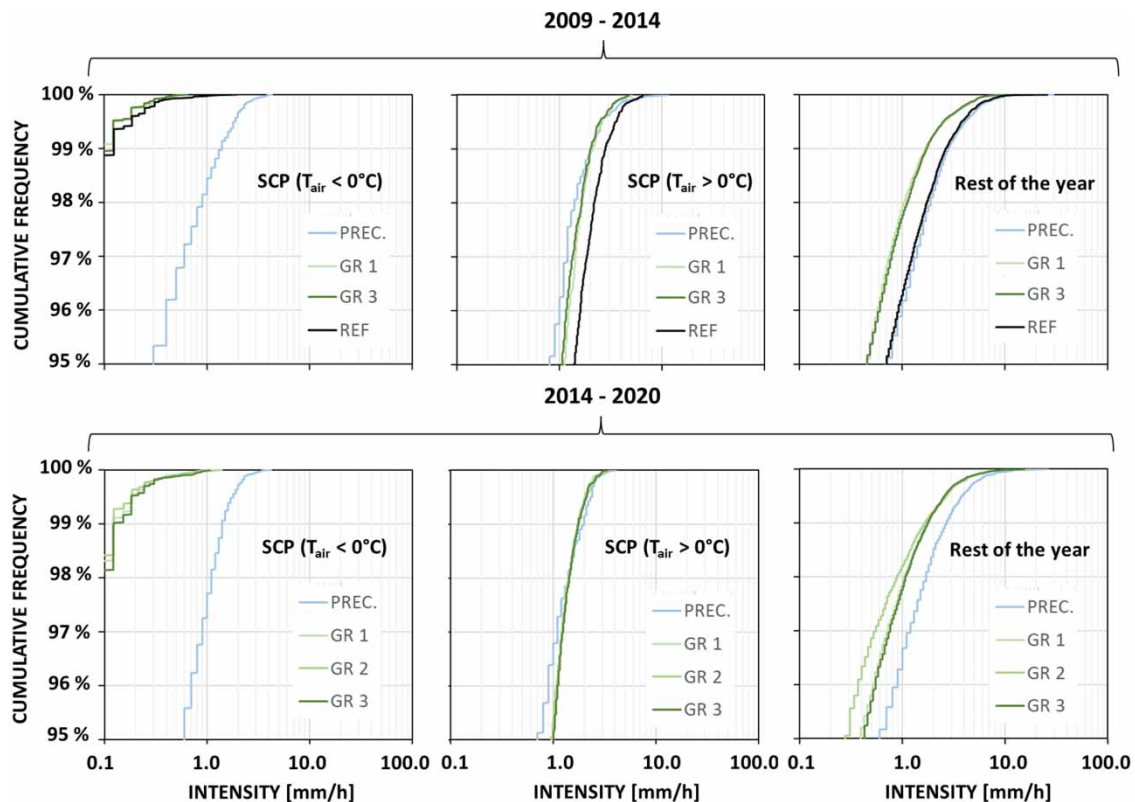 2009 - 2014
CUMULATIVE FREQUENCY
100 %
99 %
98 %
97 %
96 %
95 %
SCP (Tair < 0°C)
PREC.
GR 1
GR 3
REF
SCP (Tair > 0°C)
PREC.
GR 1
GR 3
REF
Rest of the year
PREC.
GR 1
GR 3
REF
2014 - 2020
CUMULATIVE FREQUENCY
100 %
99 %
98 %
97 %
96 %
95 %
SCP (Tair < 0°C)
PREC.
GR 1
GR 2
GR 3
SCP (Tair > 0°C)
PREC.
GR 1
GR 2
GR 3
Rest of the year
PREC.
GR 1
GR 2
GR 3
0.1 1.0 10.0 100.0
0.1 1.0 10.0 100.0
0.1 1.0 10.0 100.0
INTENSITY [mm/h]
INTENSITY [mm/h]
INTENSITY [mm/h]